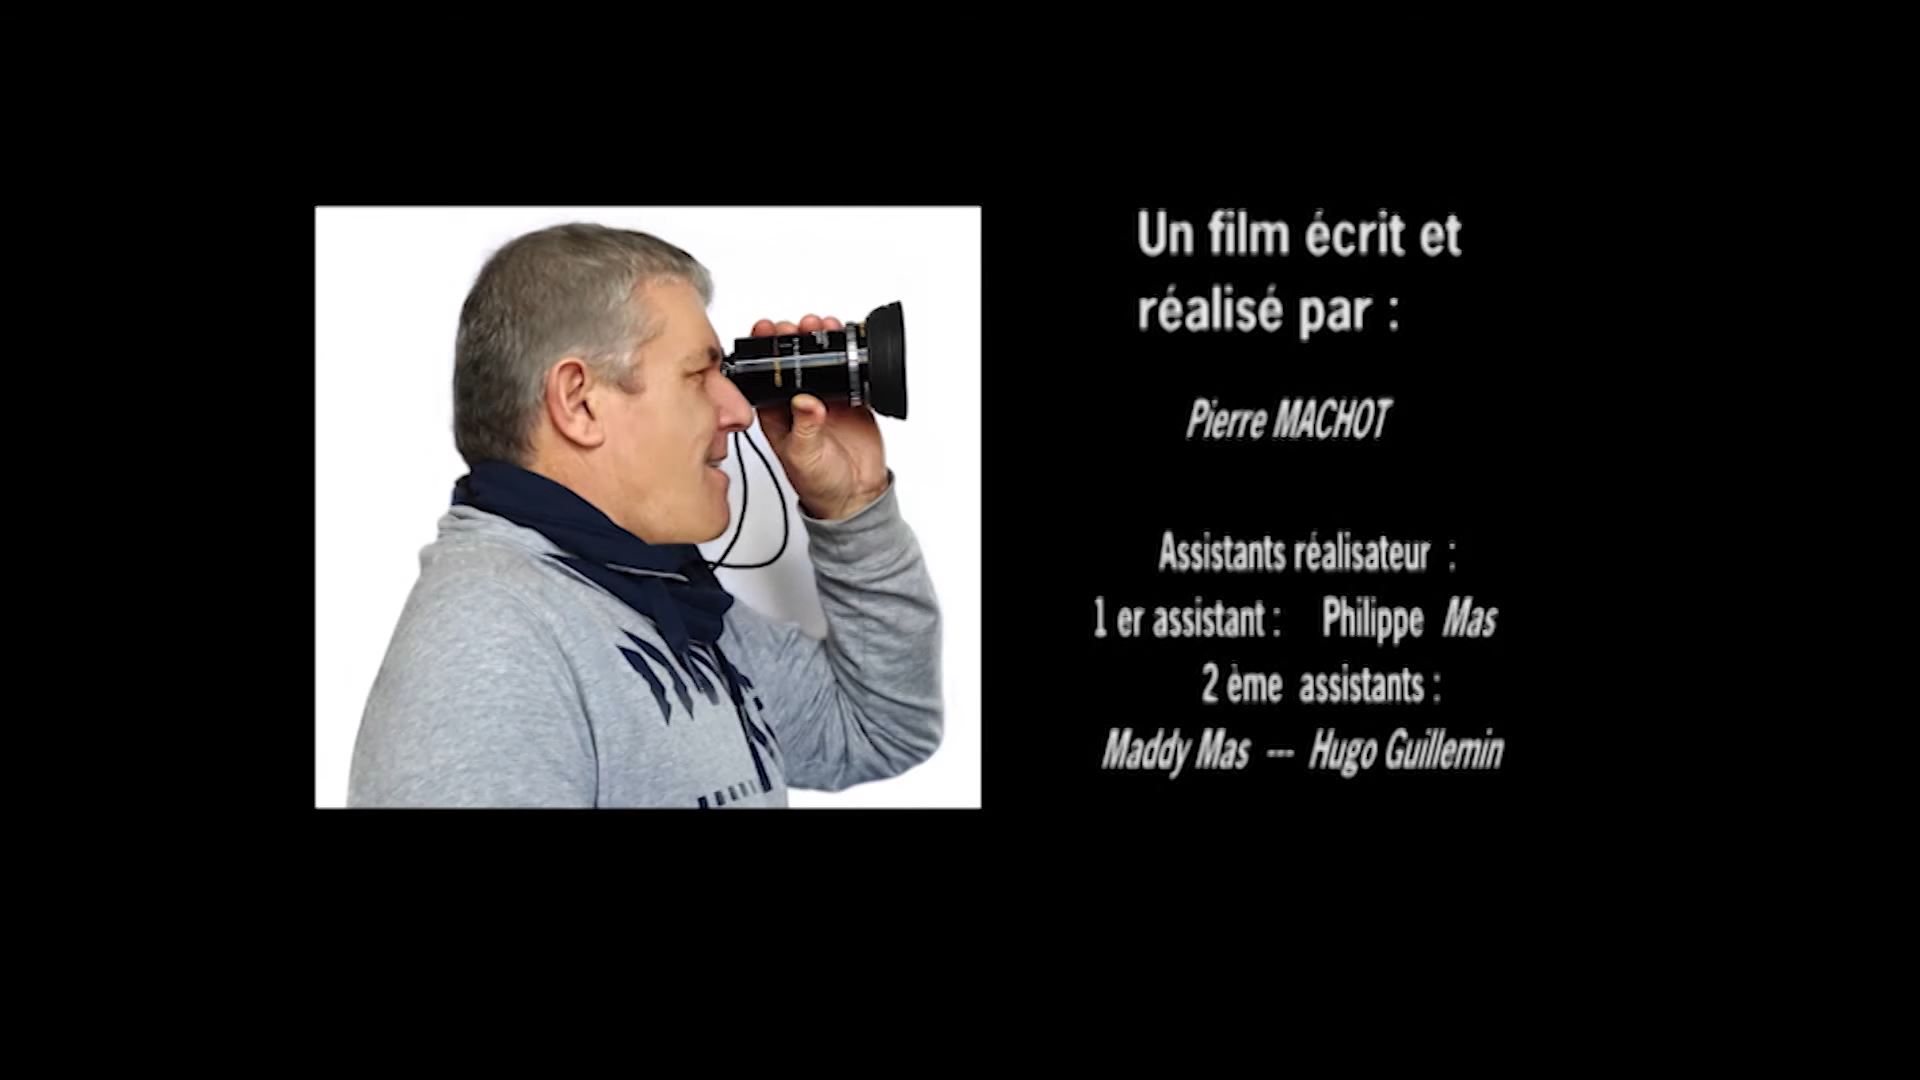 Un film écrit et
réalisé par :
Pierre MACHOT
Assistants réalisateur :
1 er assistant : Philippe Mas
2 ème assistants :
Maddy Mas --- Hugo Guillemin